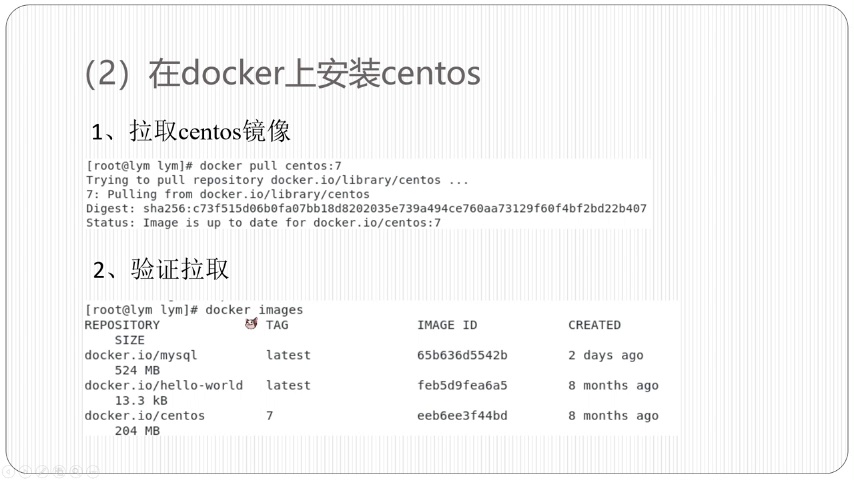 （2）在docker上安装centos
1、拉取centos镜像
[root@lym lym]# docker pull centos:7
Trying to pull repository docker.io/library/centos ...
7: Pulling from docker.io/library/centos
Digest: sha256:c73f515d06b0fa07bb18d8202035e739a494ce760aa73129f60f4bf2bd22b407
Status: Image is up to date for docker.io/centos:7
2、验证拉取
[root@lym lym]# docker images
REPOSITORY TAG IMAGE ID CREATED
SIZE
docker.io/mysql latest 65b636d5542b 2 days ago
524 MB
docker.io/hello-world latest feb5d9fea6a5 8 months ago
13.3 kB
docker.io/centos 7 eeb6ee3f44bd 8 months ago
204 MB